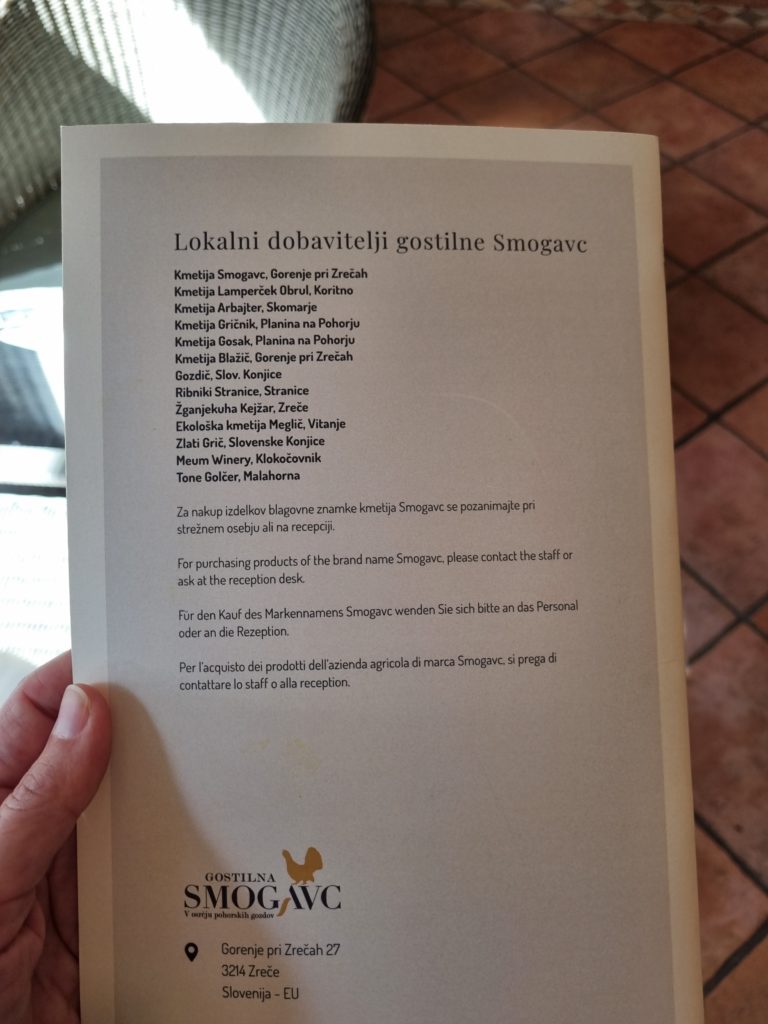 Lokalni dobavitelji gostilne Smogavc
Kmetija Smogavc, Gorenje pri Zrečah
Kmetija Lamperček Obrul, Koritno
Kmetija Arbajter, Skomarje
Kmetija Gričnik, Planina na Pohorju
Kmetija Gosak, Planina na Pohorju
Kmetija Blažič, Gorenje pri Zrečah
Gozdič, Slov. Konjice
Ribniki Stranice, Stranice
Žganjekuha Kejžar, Zreče
Ekološka kmetija Meglič, Vitanje
Zlati Grič, Slovenske Konjice
Meum Winery, Klokočovnik
Tone Golčer, Malahorna
Za nakup izdelkov blagovne znamke kmetija Smogavc se pozanimajte pri
strežnem osebju ali na recepciji.
For purchasing products of the brand name Smogavc, please contact the staff or
ask at the reception desk.
Für den Kauf des Markennamens Smogavc wenden Sie sich bitte an das Personal
oder an die Rezeption.
Per l'acquisto dei prodotti dell'azienda agricola di marca Smogavc, si prega di
contattare lo staff o alla reception.
GOSTILNA
SMOGAVC
V osrčju pohorskih gozdov
Gorenje pri Zrečah 27
3214 Zreče
Slovenija - EU